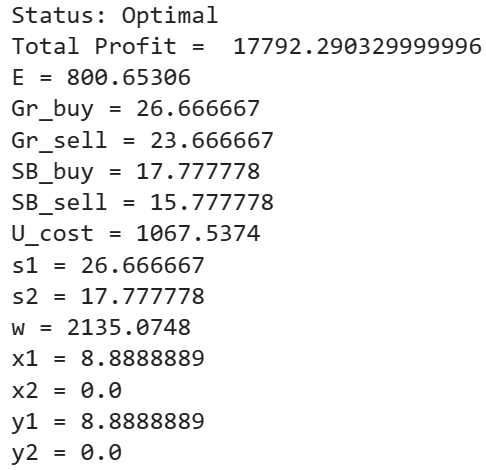 Status: Optimal
Total Profit =  17792.290329999996
E = 800.65306
Gr_buy = 26.666667
Gr_sell = 23.666667
SB_buy = 17.777778
SB_sell = 15.777778
U_cost = 1067.5374
s1 = 26.666667
s2 = 17.777778
w = 2135.0748
x1 = 8.8888889
x2 = 0.0
y1 = 8.8888889
y2 = 0.0